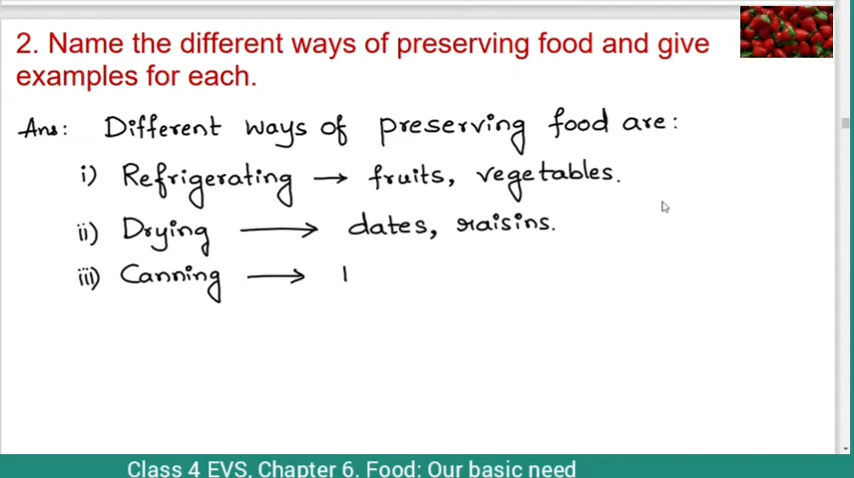 2. Name the different ways of preserving food and give
examples for each.
Ans: Different ways of preserving food are:
i) Refrigerating → fruits, vegetables.
ii) Drying → dates, raisins.
iii) Canning →
Class 4 EVS, Chapter 6. Food: Our basic need